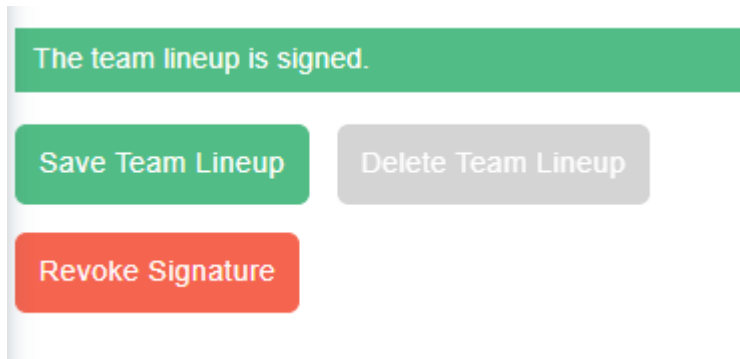 The team lineup is signed.
Save Team Lineup Delete Team Lineup
Revoke Signature